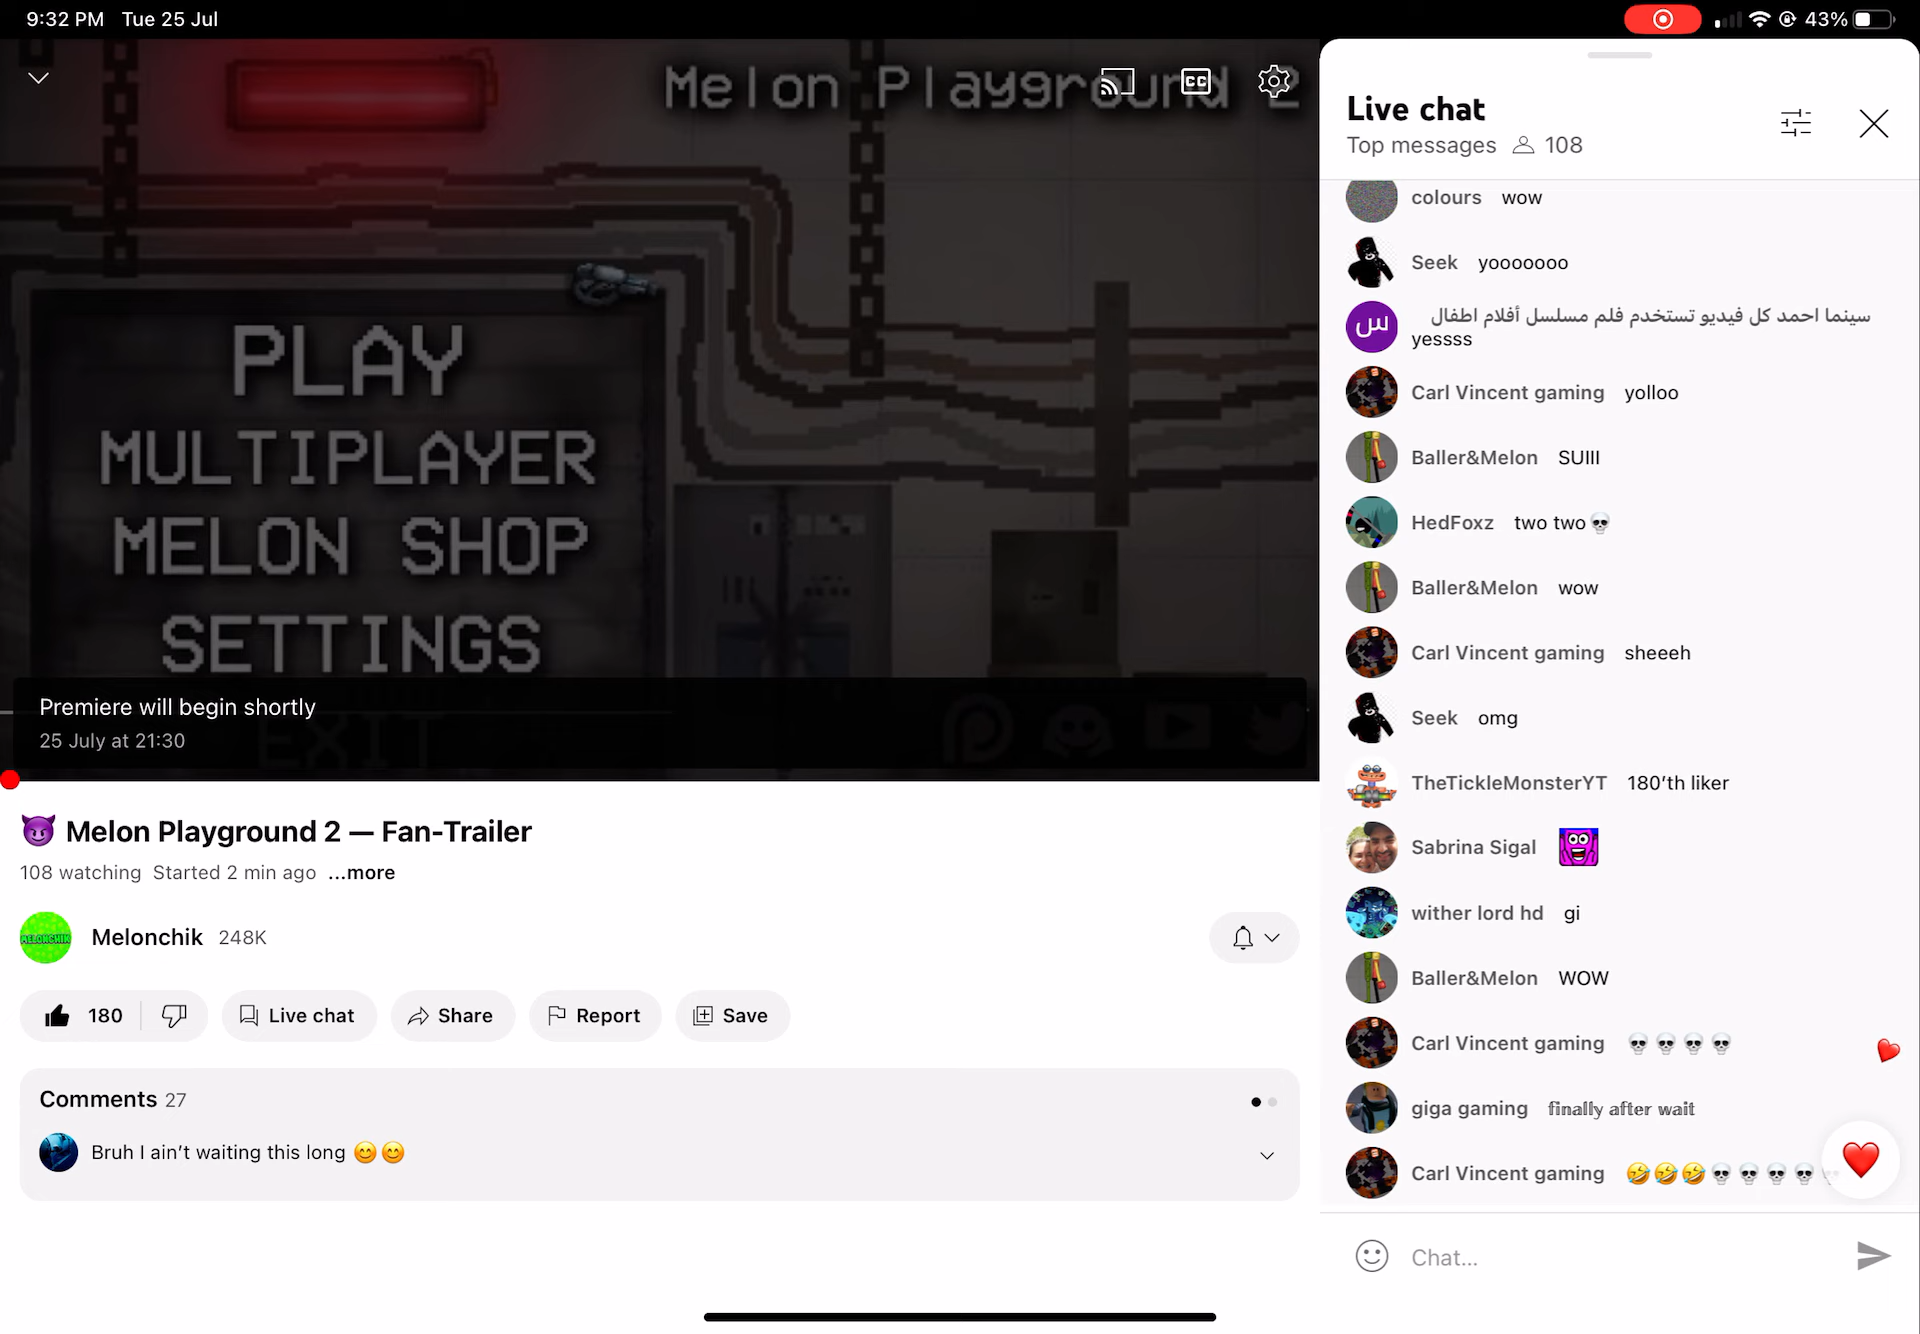 9:32 PM Tue 25 Jul
43%
Melon Playground 2
CC
PLAY
MULTIPLAYER
MELON SHOP
SETTINGS
EXIT
Premiere will begin shortly
25 July at 21:30
😈 Melon Playground 2 — Fan-Trailer
108 watching Started 2 min ago ...more
MELONCHIK
Melonchik 248K
180
Live chat
Share
Report
Save
Comments 27
Bruh I ain't waiting this long 😊😊
Live chat
Top messages 108
colours wow
Seek yooooooo
س
سينما احمد كل فيديو تستخدم فلم مسلسل أفلام اطفال
yessss
Carl Vincent gaming yolloo
Baller&Melon SUIII
HedFoxz two two💀
Baller&Melon wow
Carl Vincent gaming sheeeh
Seek omg
TheTickleMonsterYT 180'th liker
Sabrina Sigal
wither lord hd gi
Baller&Melon WOW
Carl Vincent gaming 💀💀💀💀
giga gaming 𝕗𝕚𝕟𝕒𝕝𝕝𝕪 𝕒𝕗𝕥𝕖𝕣 𝕨𝕒𝕚𝕥
Carl Vincent gaming 🤣🤣🤣💀💀💀💀💀
Chat...